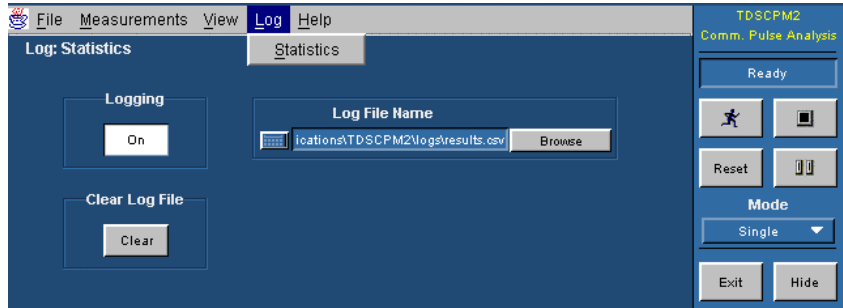 File Measurements View Log Help
Log: Statistics
Statistics
Logging
On
Log File Name
ications\TDSCPM2\logs\results.csv
Browse
Clear Log File
Clear
TDSCPM2
Comm. Pulse Analysis
Ready
Reset
Mode
Single
Exit
Hide